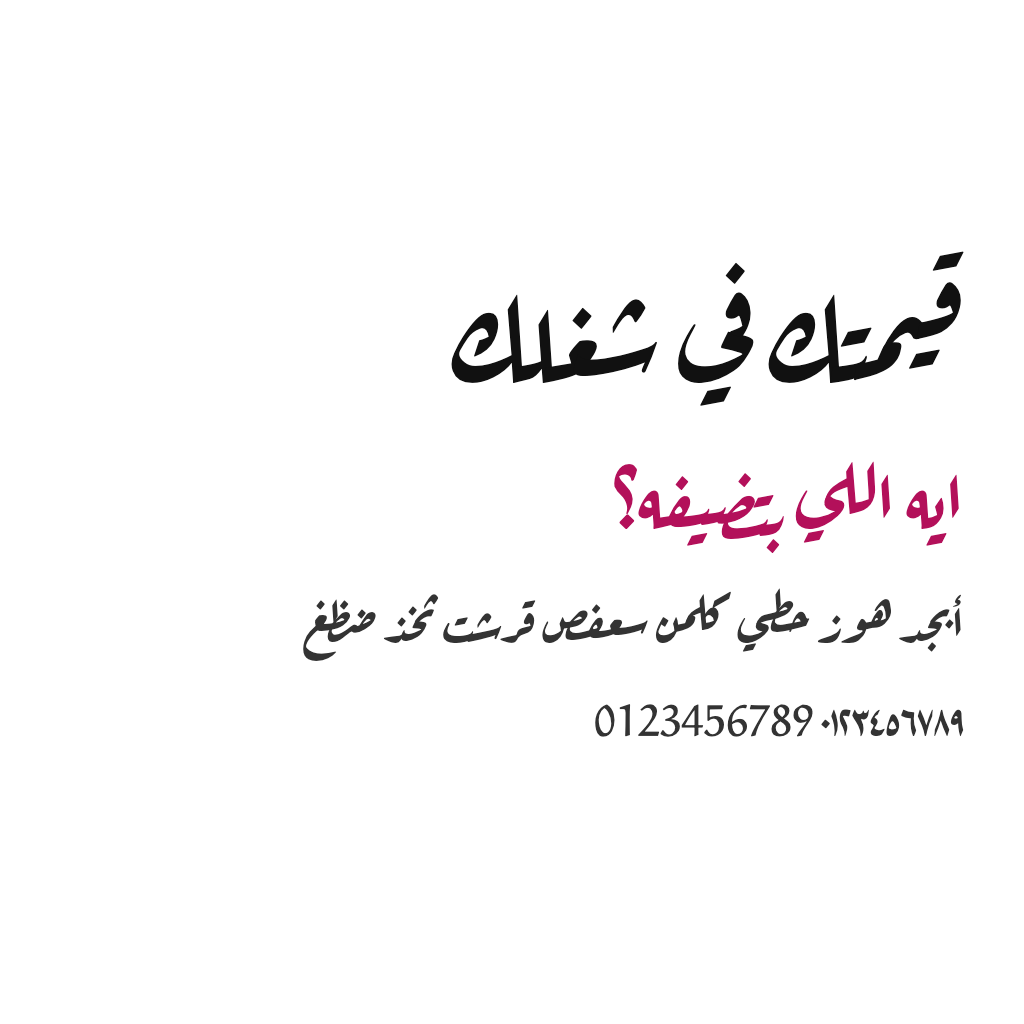 قيمتك في شغلك
ايه اللي بتضيفه؟
أبجد هوز حطي كلمن سعفص قرشت ثخذ ضظغ
0123456789 ٠١٢٣٤٥٦٧٨٩